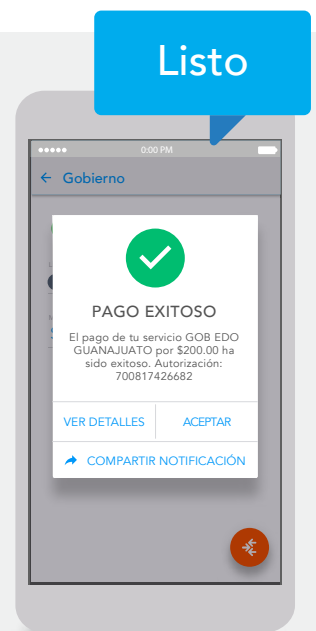 Listo
0:00 PM
Gobierno
PAGO EXITOSO
El pago de tu servicio GOB EDO
GUANAJUATO por $200.00 ha
sido exitoso. Autorización:
700817426682
VER DETALLES
ACEPTAR
COMPARTIR NOTIFICACIÓN